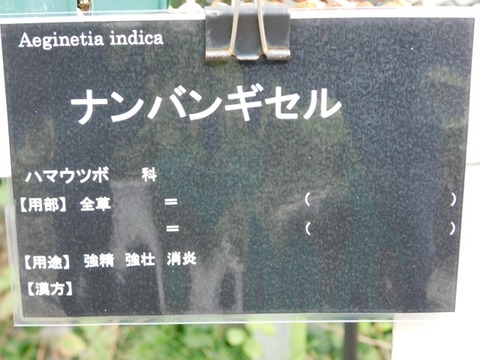 Aeginetia indica
ナンバンギセル
ハマウツボ 科
【用部】 全草 = ( )
= ( )
【用途】 強精 強壮 消炎
【漢方】